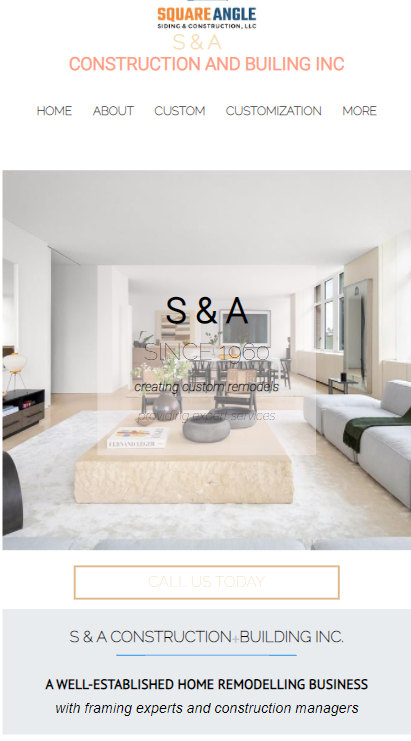 SQUARE ANGLE
SIDING & CONSTRUCTION, LLC
S & A
CONSTRUCTION AND BUILING INC
HOME ABOUT CUSTOM CUSTOMIZATION MORE
S & A
SINCE 1960
creating custom remodels
providing expert services
FERNAND LÉGER
CALL US TODAY
S & A CONSTRUCTION+BUILDING INC.
A WELL-ESTABLISHED HOME REMODELLING BUSINESS
with framing experts and construction managers